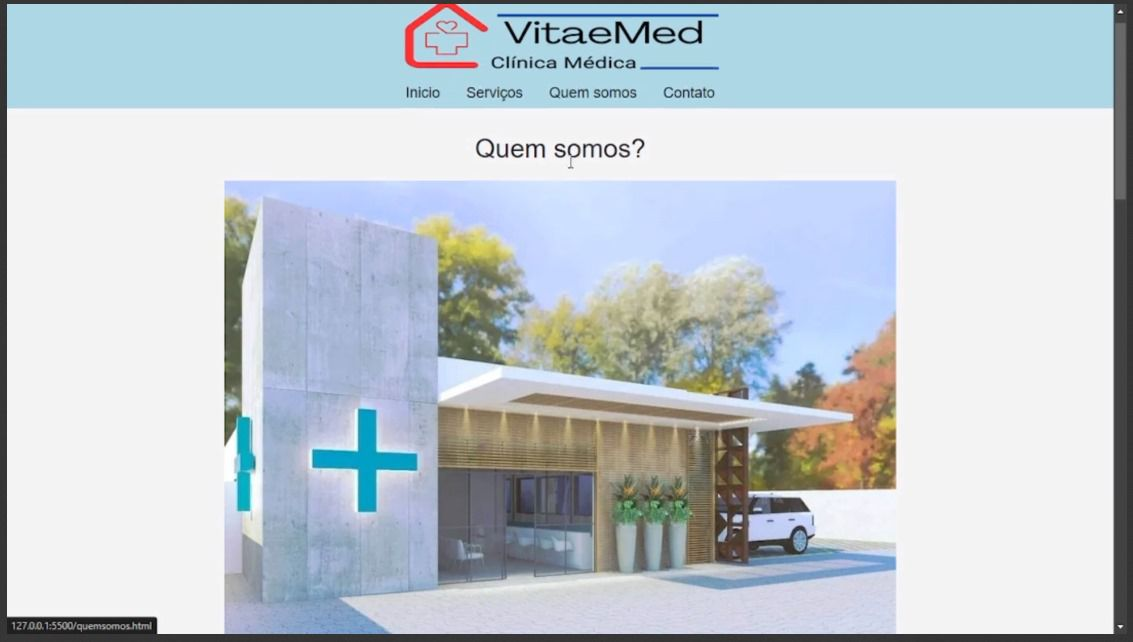 VitaeMed
Clínica Médica
Inicio Serviços Quem somos Contato
Quem somos?
127.0.0.1:5500/quemsomos.html